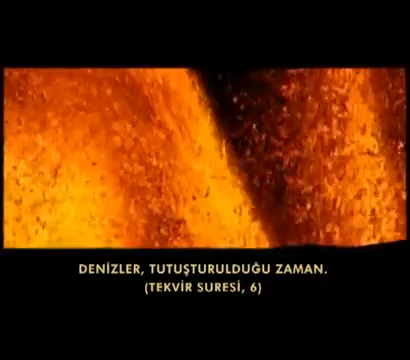 DENİZLER, TUTUŞTURULDUĞU ZAMAN.
(TEKVİR SURESİ, 6)